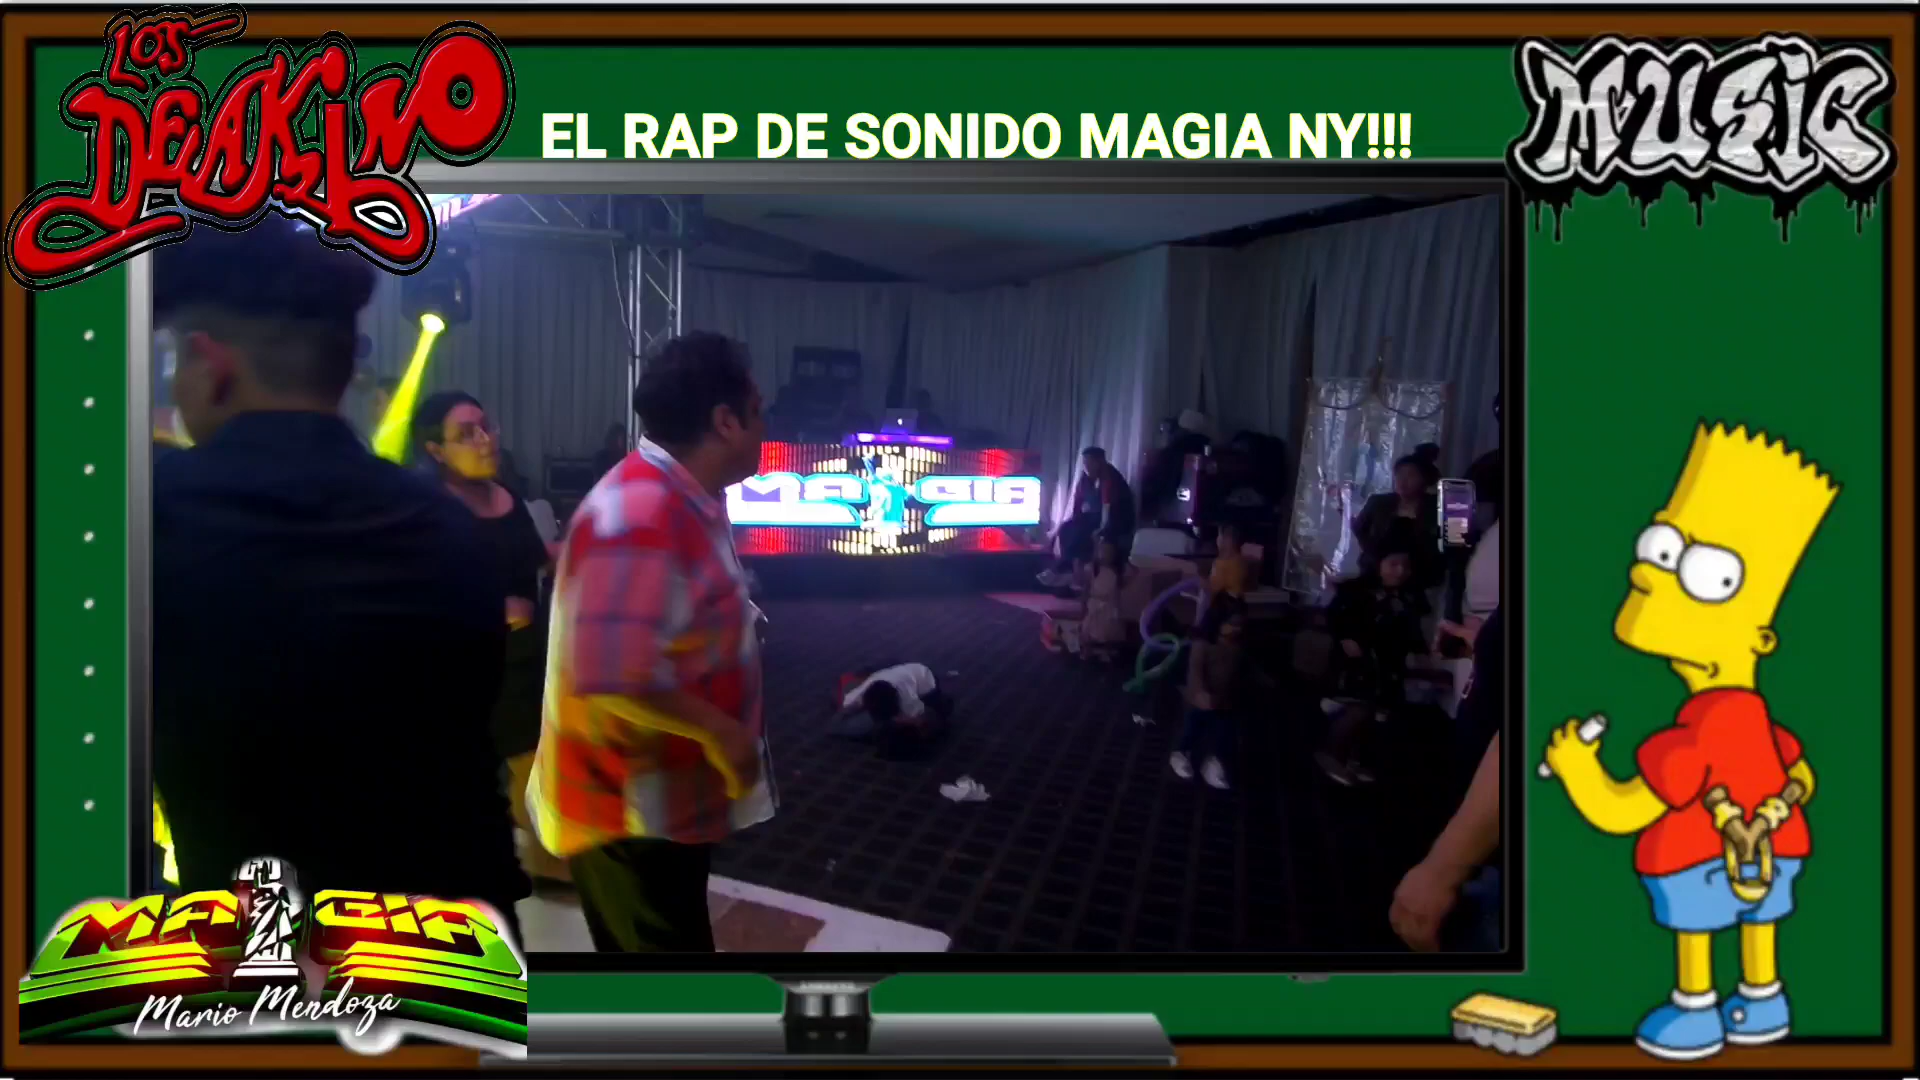 LOS
DEAKINO
MUSIC
EL RAP DE SONIDO MAGIA NY!!!
MAGIA
MAGIA
Mario Mendoza